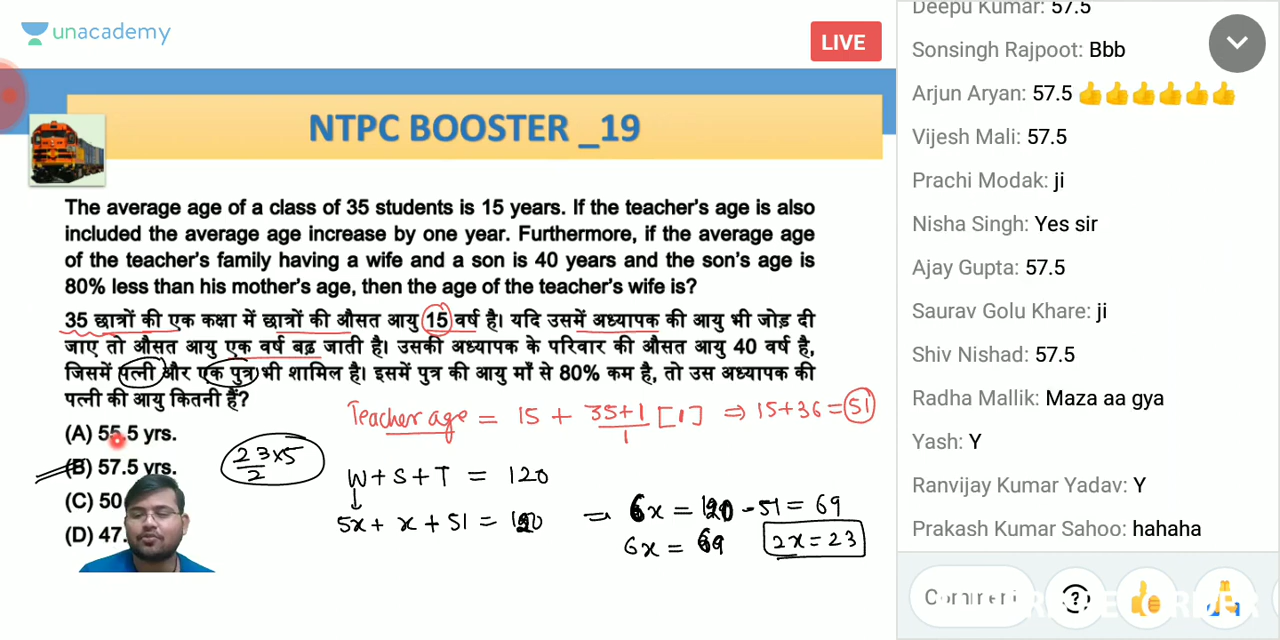 unacademy
LIVE
NTPC BOOSTER _19
The average age of a class of 35 students is 15 years. If the teacher's age is also
included the average age increase by one year. Furthermore, if the average age
of the teacher's family having a wife and a son is 40 years and the son's age is
80% less than his mother's age, then the age of the teacher's wife is?
35 छात्रों की एक कक्षा में छात्रों की औसत आयु 15 वर्ष है। यदि उसमें अध्यापक की आयु भी जोड़ दी
जाए तो औसत आयु एक वर्ष बढ़ जाती है। उसकी अध्यापक के परिवार की औसत आयु 40 वर्ष है,
जिसमें पत्नी और एक पुत्र भी शामिल है। इसमें पुत्र की आयु माँ से 80% कम है, तो उस अध्यापक की
पत्नी की आयु कितनी हैं?
Teacher age = 15 + 35+1/1 [1] ⇒ 15+36 = 51
(A) 55.5 yrs.
(B) 57.5 yrs.
(C) 50
(D) 47.
23/2 x5
W+S+T = 120
5x + x + 51 = 120
⇒ 6x = 120 - 51 = 69
6x = 69
2x = 23
Deepu Kumar: 57.5
Sonsingh Rajpoot: Bbb
Arjun Aryan: 57.5 👍👍👍👍👍👍
Vijesh Mali: 57.5
Prachi Modak: ji
Nisha Singh: Yes sir
Ajay Gupta: 57.5
Saurav Golu Khare: ji
Shiv Nishad: 57.5
Radha Mallik: Maza aa gya
Yash: Y
Ranvijay Kumar Yadav: Y
Prakash Kumar Sahoo: hahaha
Commen